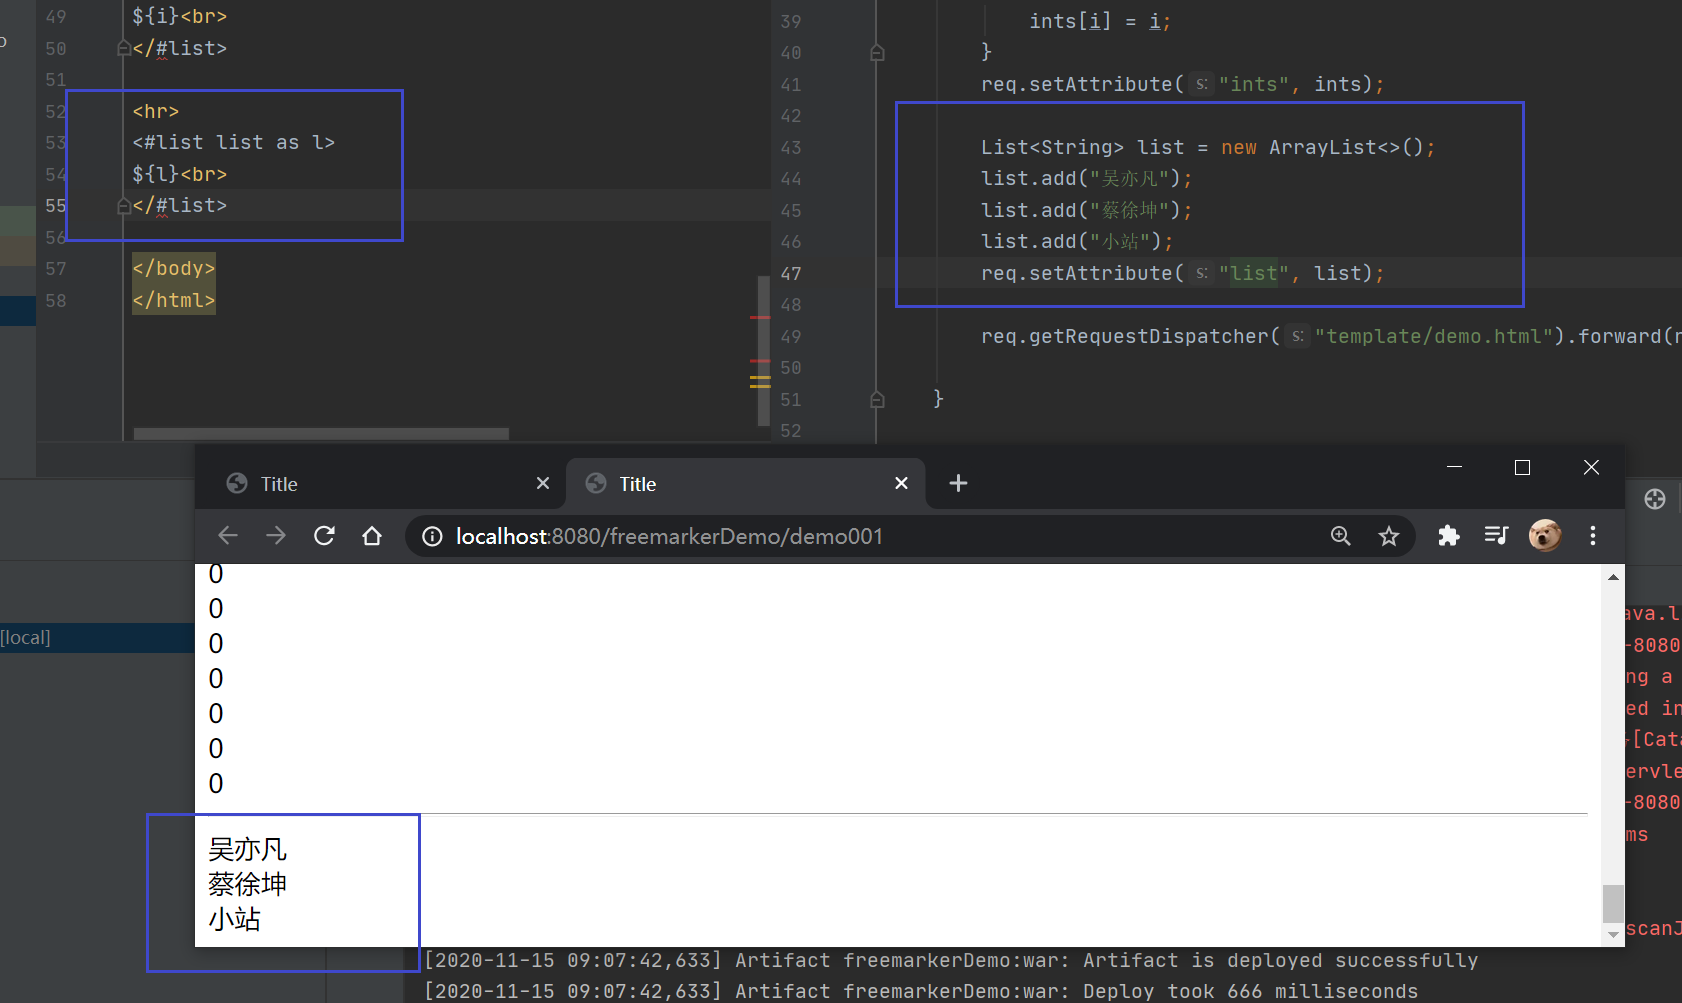 49 ${i}<br>
50 </#list>
51
52 <hr>
53 <#list list as l>
54 ${l}<br>
55 </#list>
56
57 </body>
58 </html>
39 ints[i] = i;
40 }
41 req.setAttribute( s: "ints", ints);
42
43 List<String> list = new ArrayList<>();
44 list.add("吴亦凡");
45 list.add("蔡徐坤");
46 list.add("小站");
47 req.setAttribute( s: "list", list);
48
49 req.getRequestDispatcher( s: "template/demo.html").forward(r
50
51 }
52
Title
Title
localhost:8080/freemarkerDemo/demo001
[local]
0
0
0
0
0
0
0
吴亦凡
蔡徐坤
小站
ava.l
-8080
ng a
ed in
[Cata
ervle
-8080
ms
scanJ
[2020-11-15 09:07:42,633] Artifact freemarkerDemo:war: Artifact is deployed successfully
[2020-11-15 09:07:42,633] Artifact freemarkerDemo:war: Deploy took 666 milliseconds